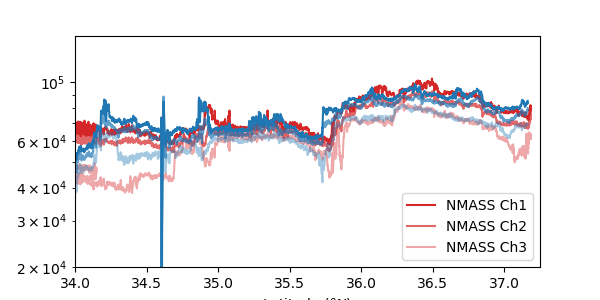 10^5
6 × 10^4
4 × 10^4
3 × 10^4
2 × 10^4
NMASS Ch1
NMASS Ch2
NMASS Ch3
34.0 34.5 35.0 35.5 36.0 36.5 37.0